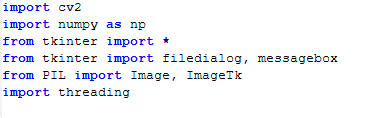 import cv2
import numpy as np
from tkinter import *
from tkinter import filedialog, messagebox
from PIL import Image, ImageTk
import threading